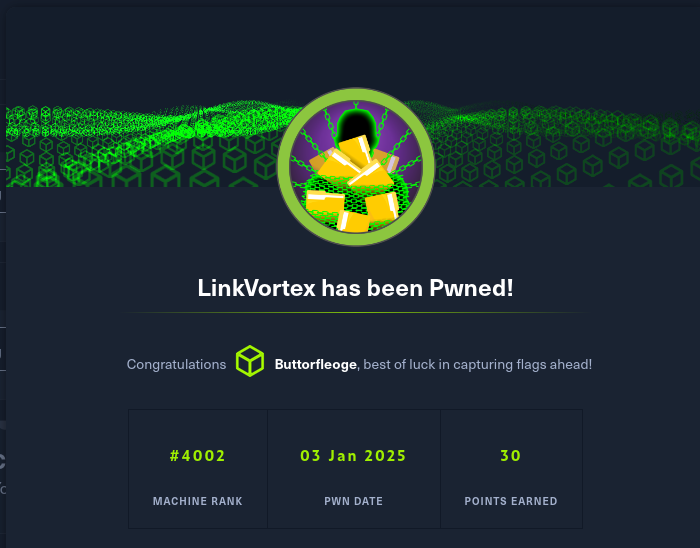 LinkVortex has been Pwned!
Congratulations Buttorfleoge, best of luck in capturing flags ahead!
#4002 03 Jan 2025 30
MACHINE RANK PWN DATE POINTS EARNED